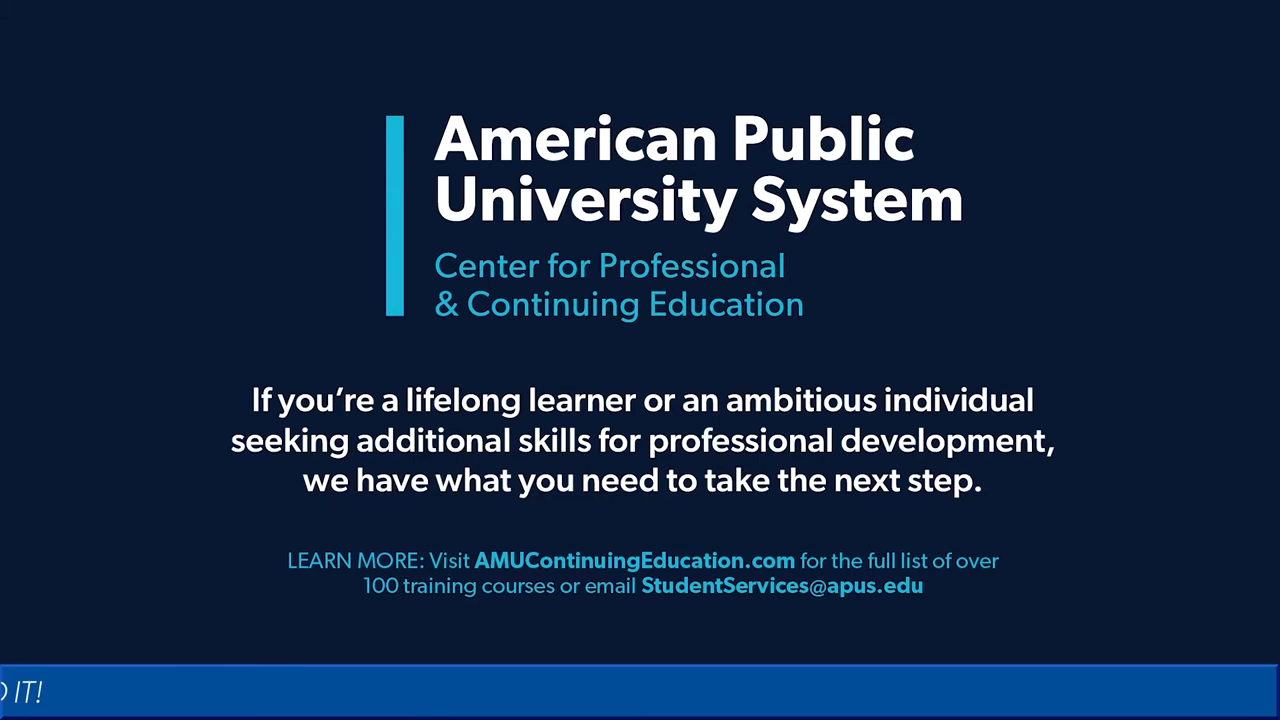 American Public
University System
Center for Professional
& Continuing Education
If you’re a lifelong learner or an ambitious individual
seeking additional skills for professional development,
we have what you need to take the next step.
LEARN MORE: Visit AMUContinuingEducation.com for the full list of over
100 training courses or email StudentServices@apus.edu
IT!